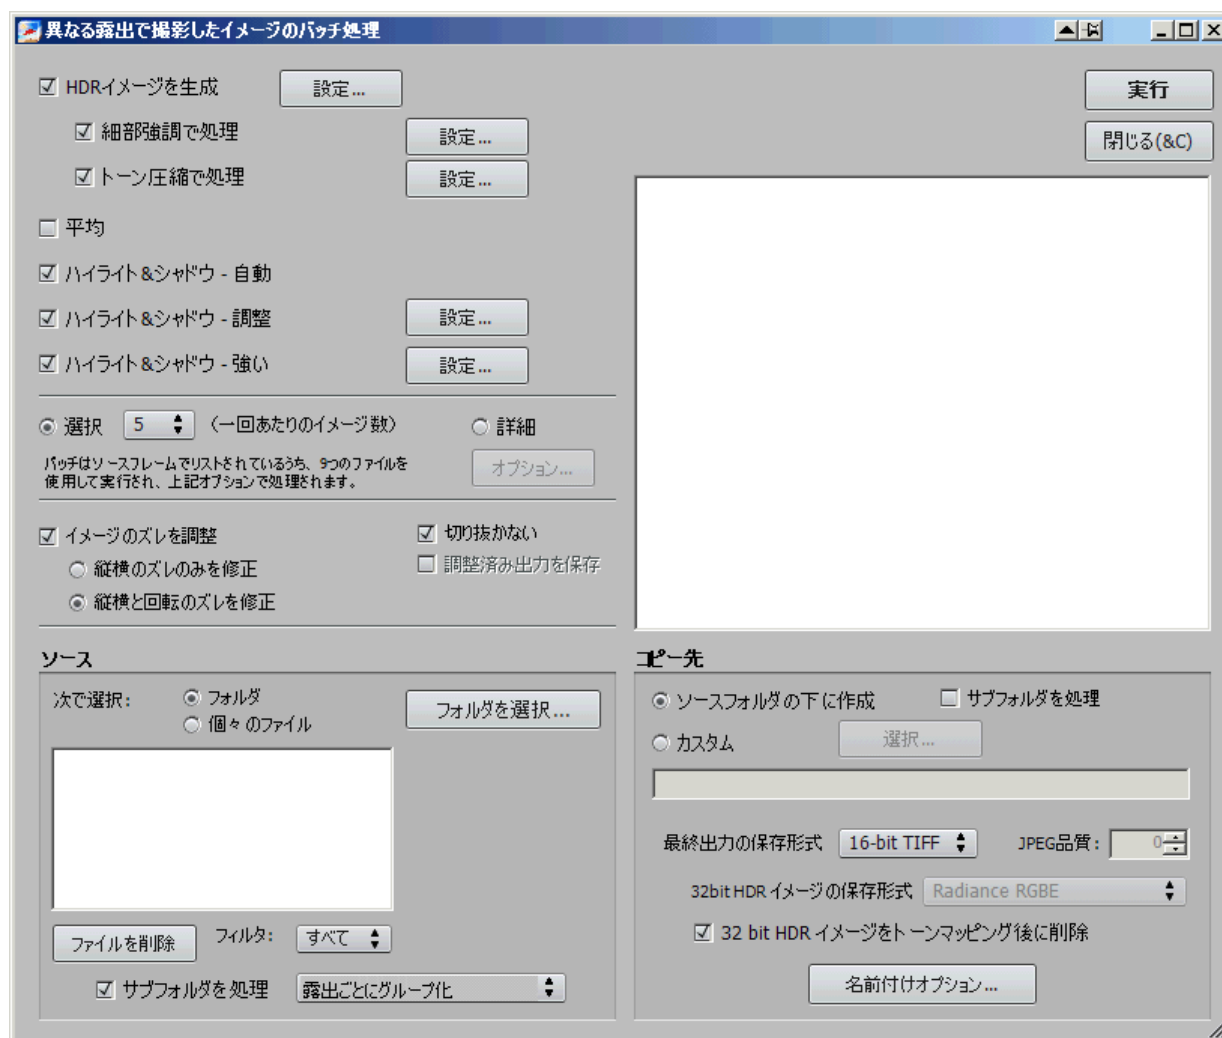 異なる露出で撮影したイメージのバッチ処理
HDRイメージを生成
設定...
実行
細部強調で処理
設定...
閉じる(&C)
トーン圧縮で処理
設定...
平均
ハイライト&シャドウ - 自動
ハイライト&シャドウ - 調整
設定...
ハイライト&シャドウ - 強い
設定...
選択
5
(一回あたりのイメージ数)
詳細
バッチはソースフレームでリストされているうち、9つのファイルを
使用して実行され、上記オプションで処理されます。
オプション...
イメージのズレを調整
切り抜かない
縦横のズレのみを修正
調整済み出力を保存
縦横と回転のズレを修正
ソース
次で選択:
フォルダ
個々のファイル
フォルダを選択...
ファイルを削除
フィルタ:
すべて
サブフォルダを処理
露出ごとにグループ化
コピー先
ソースフォルダの下に作成
サブフォルダを処理
カスタム
選択...
最終出力の保存形式
16-bit TIFF
JPEG品質:
0
32bit HDR イメージの保存形式
Radiance RGBE
32 bit HDR イメージをトーンマッピング後に削除
名前付けオプション...